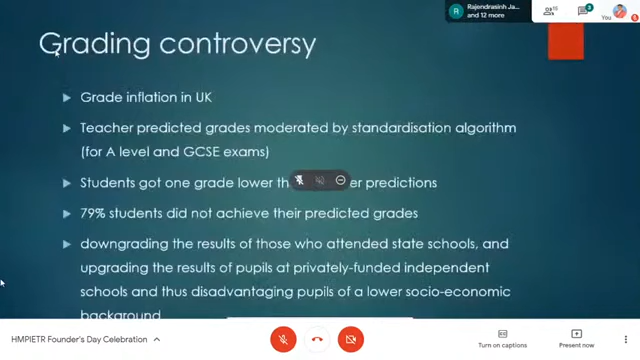 Rajendrasinh Ja...
and 12 more
R
15
3
You
Grading controversy
Grade inflation in UK
Teacher predicted grades moderated by standardisation algorithm
(for A level and GCSE exams)
Students got one grade lower th er predictions
79% students did not achieve their predicted grades
downgrading the results of those who attended state schools, and
upgrading the results of pupils at privately-funded independent
schools and thus disadvantaging pupils of a lower socio-economic
background
HMPIETR Founder's Day Celebration
Turn on captions
Present now